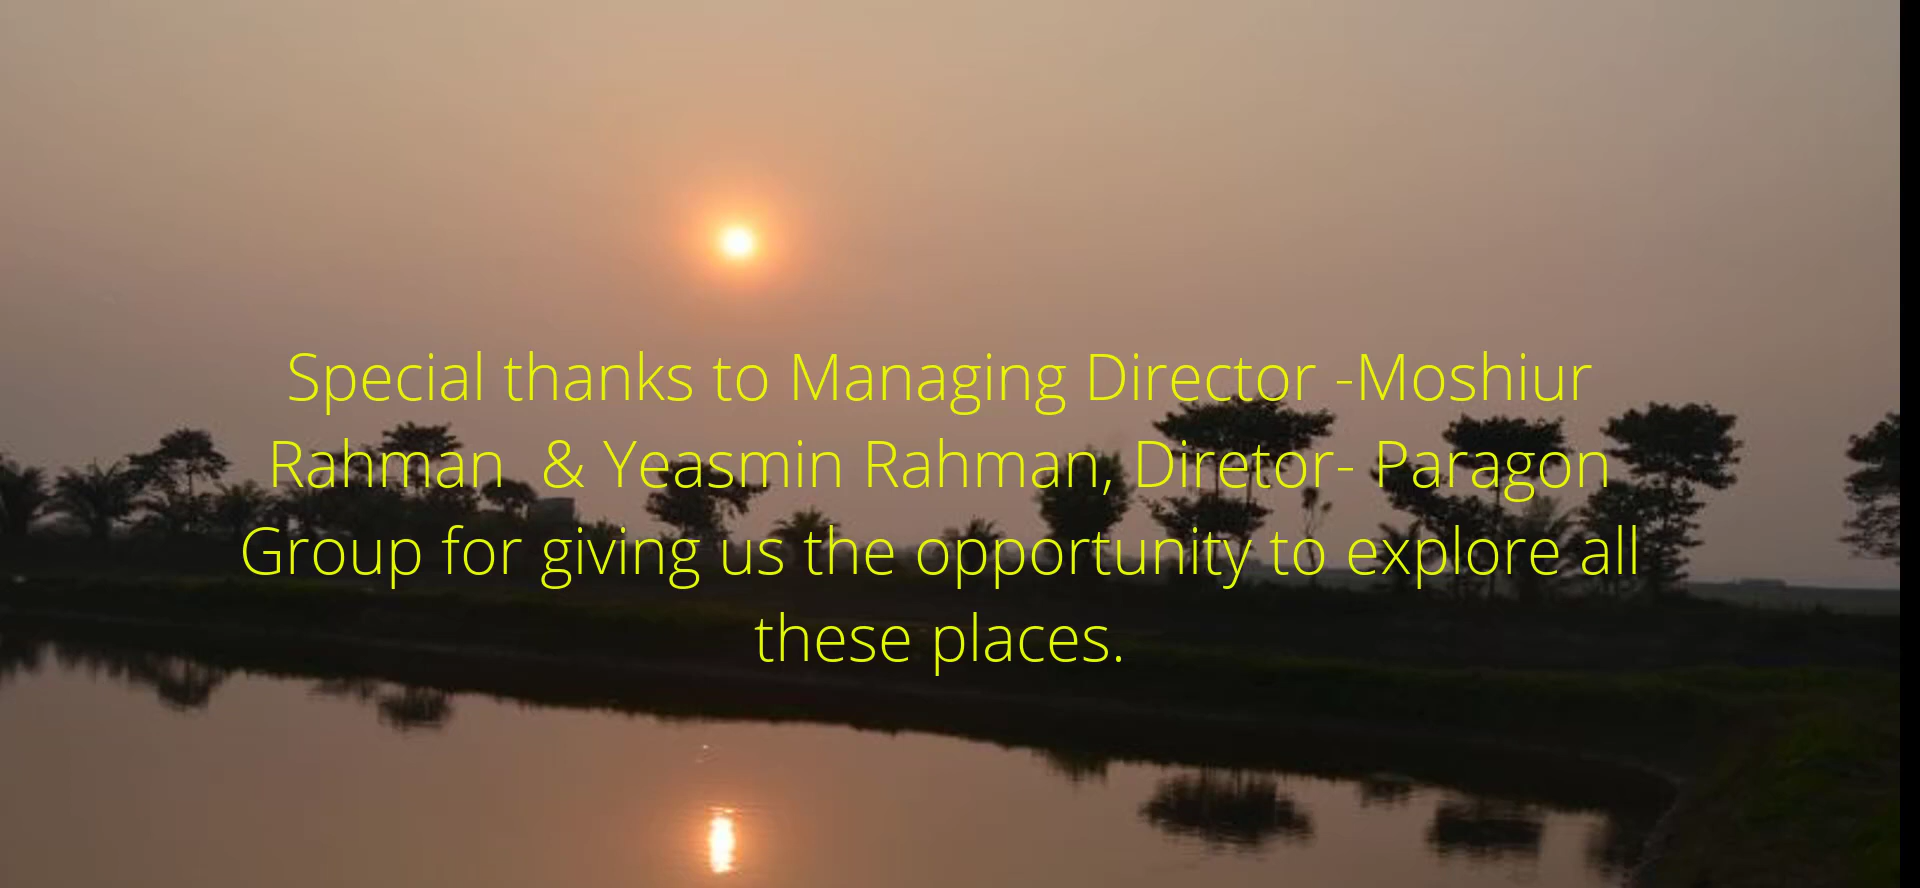 Special thanks to Managing Director -Moshiur
Rahman  & Yeasmin Rahman, Diretor- Paragon
Group for giving us the opportunity to explore all
these places.